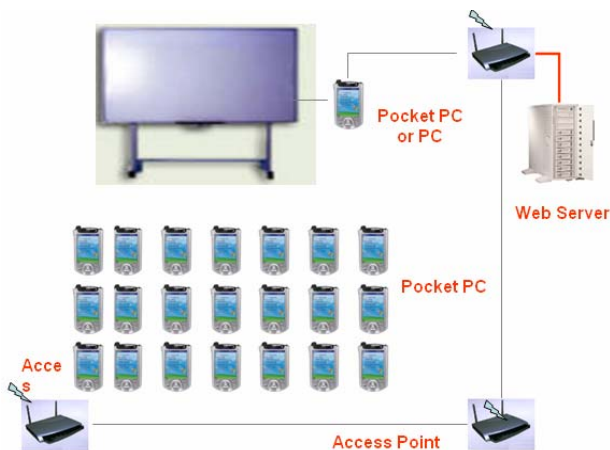 Pocket PC
or PC
Web Server
Pocket PC
Acce
s
Access Point